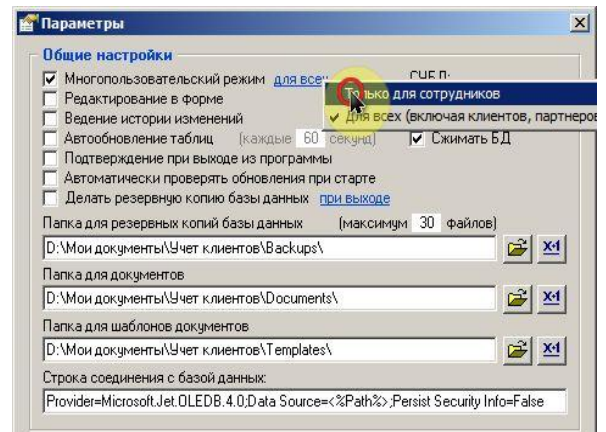 Параметры
Общие настройки
Многопользовательский режим для всех
Только для сотрудников
Редактирование в форме
✓ Для всех (включая клиентов, партнеров
Ведение истории изменений
Автообновление таблиц (каждые 60 секунд) Сжимать БД
Подтверждение при выходе из программы
Автоматически проверять обновления при старте
Делать резервную копию базы данных при выходе
Папка для резервных копий базы данных (максимум 30 файлов)
D:\Мои документы\Учет клиентов\Backups\
Папка для документов
D:\Мои документы\Учет клиентов\Documents\
Папка для шаблонов документов
D:\Мои документы\Учет клиентов\Templates\
Строка соединения с базой данных:
Provider=Microsoft.Jet.OLEDB.4.0;Data Source=<%Path%>;Persist Security Info=False